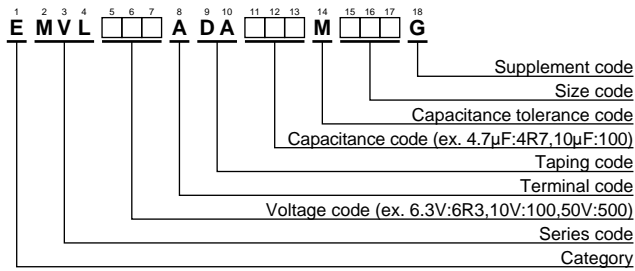 1 2 3 4 5 6 7 8 9 10 11 12 13 14 15 16 17 18
E MVL A DA M G
Supplement code
Size code
Capacitance tolerance code
Capacitance code (ex. 4.7µF:4R7,10µF:100)
Taping code
Terminal code
Voltage code (ex. 6.3V:6R3,10V:100,50V:500)
Series code
Category